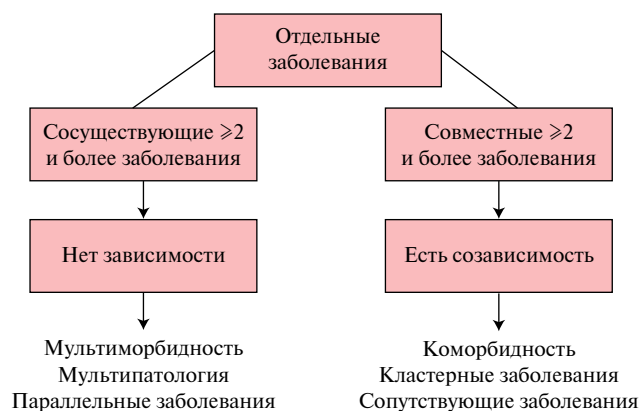 Отдельные
заболевания
Сосуществующие ⩾2
и более заболевания
Совместные ⩾2
и более заболевания
Нет зависимости
Есть созависимость
Мультиморбидность
Мультипатология
Параллельные заболевания
Коморбидность
Кластерные заболевания
Сопутствующие заболевания